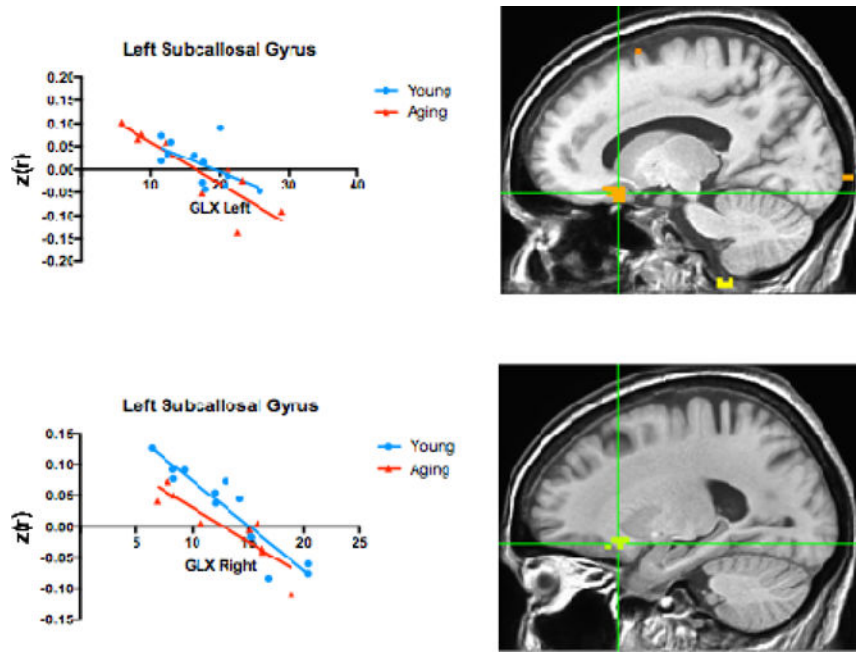 Left Subcallosal Gyrus
Young
Aging
0.20
0.15
0.10
0.05
0.00
-0.05
-0.10
-0.15
-0.20
10
20
30
40
z(r)
GLX Left
Left Subcallosal Gyrus
Young
Aging
0.15
0.10
0.05
0.00
-0.05
-0.10
-0.15
5
10
15
20
25
z(r)
GLX Right